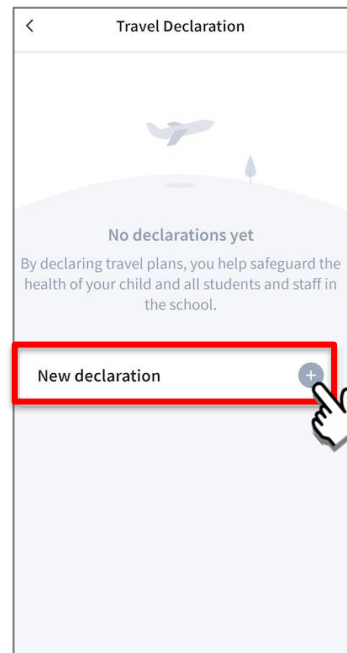 Travel Declaration
No declarations yet
By declaring travel plans, you help safeguard the
health of your child and all students and staff in
the school.
New declaration